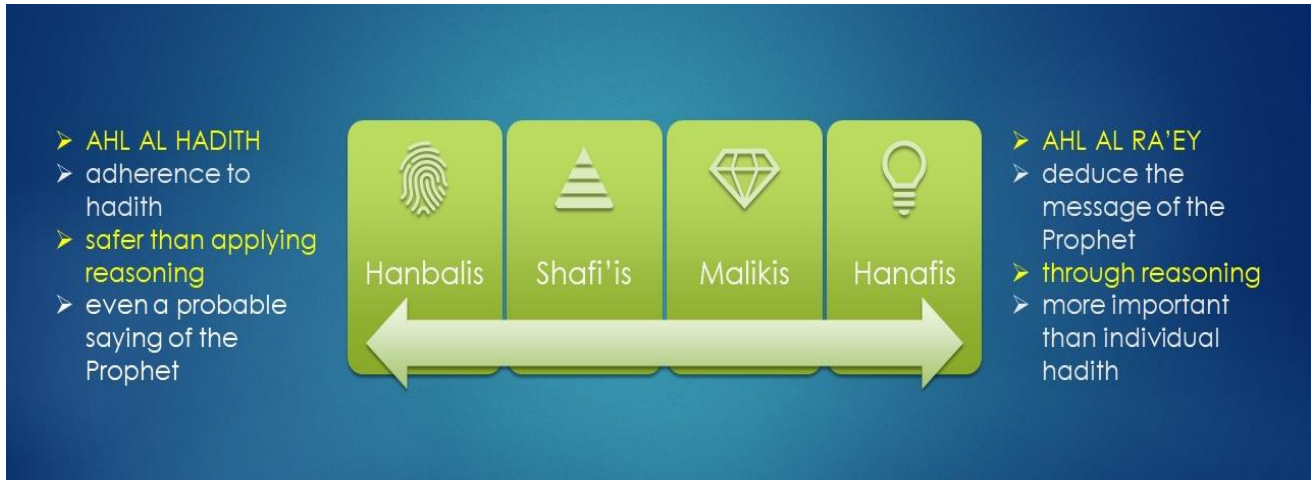 ➢ AHL AL HADITH
➢ adherence to
hadith
➢ safer than applying
reasoning
➢ even a probable
saying of the
Prophet
Hanbalis
Shafi'is
Malikis
Hanafis
➢ AHL AL RA'EY
➢ deduce the
message of the
Prophet
➢ through reasoning
➢ more important
than individual
hadith